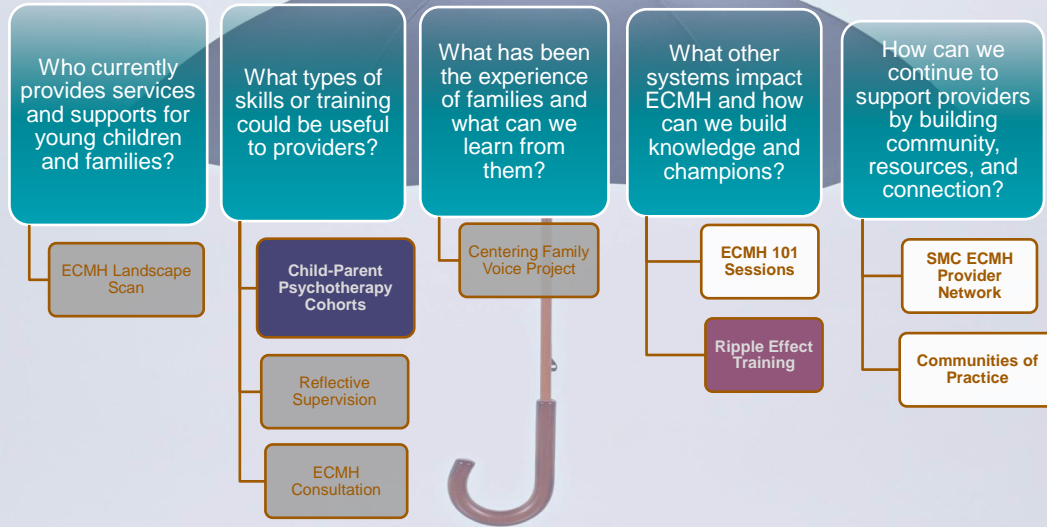 Who currently
provides services
and supports for
young children
and families?
ECMH Landscape
Scan
What types of
skills or training
could be useful
to providers?
Child-Parent
Psychotherapy
Cohorts
Reflective
Supervision
ECMH
Consultation
What has been
the experience
of families and
what can we
learn from
them?
Centering Family
Voice Project
What other
systems impact
ECMH and how
can we build
knowledge and
champions?
ECMH 101
Sessions
Ripple Effect
Training
How can we
continue to
support providers
by building
community,
resources, and
connection?
SMC ECMH
Provider
Network
Communities of
Practice